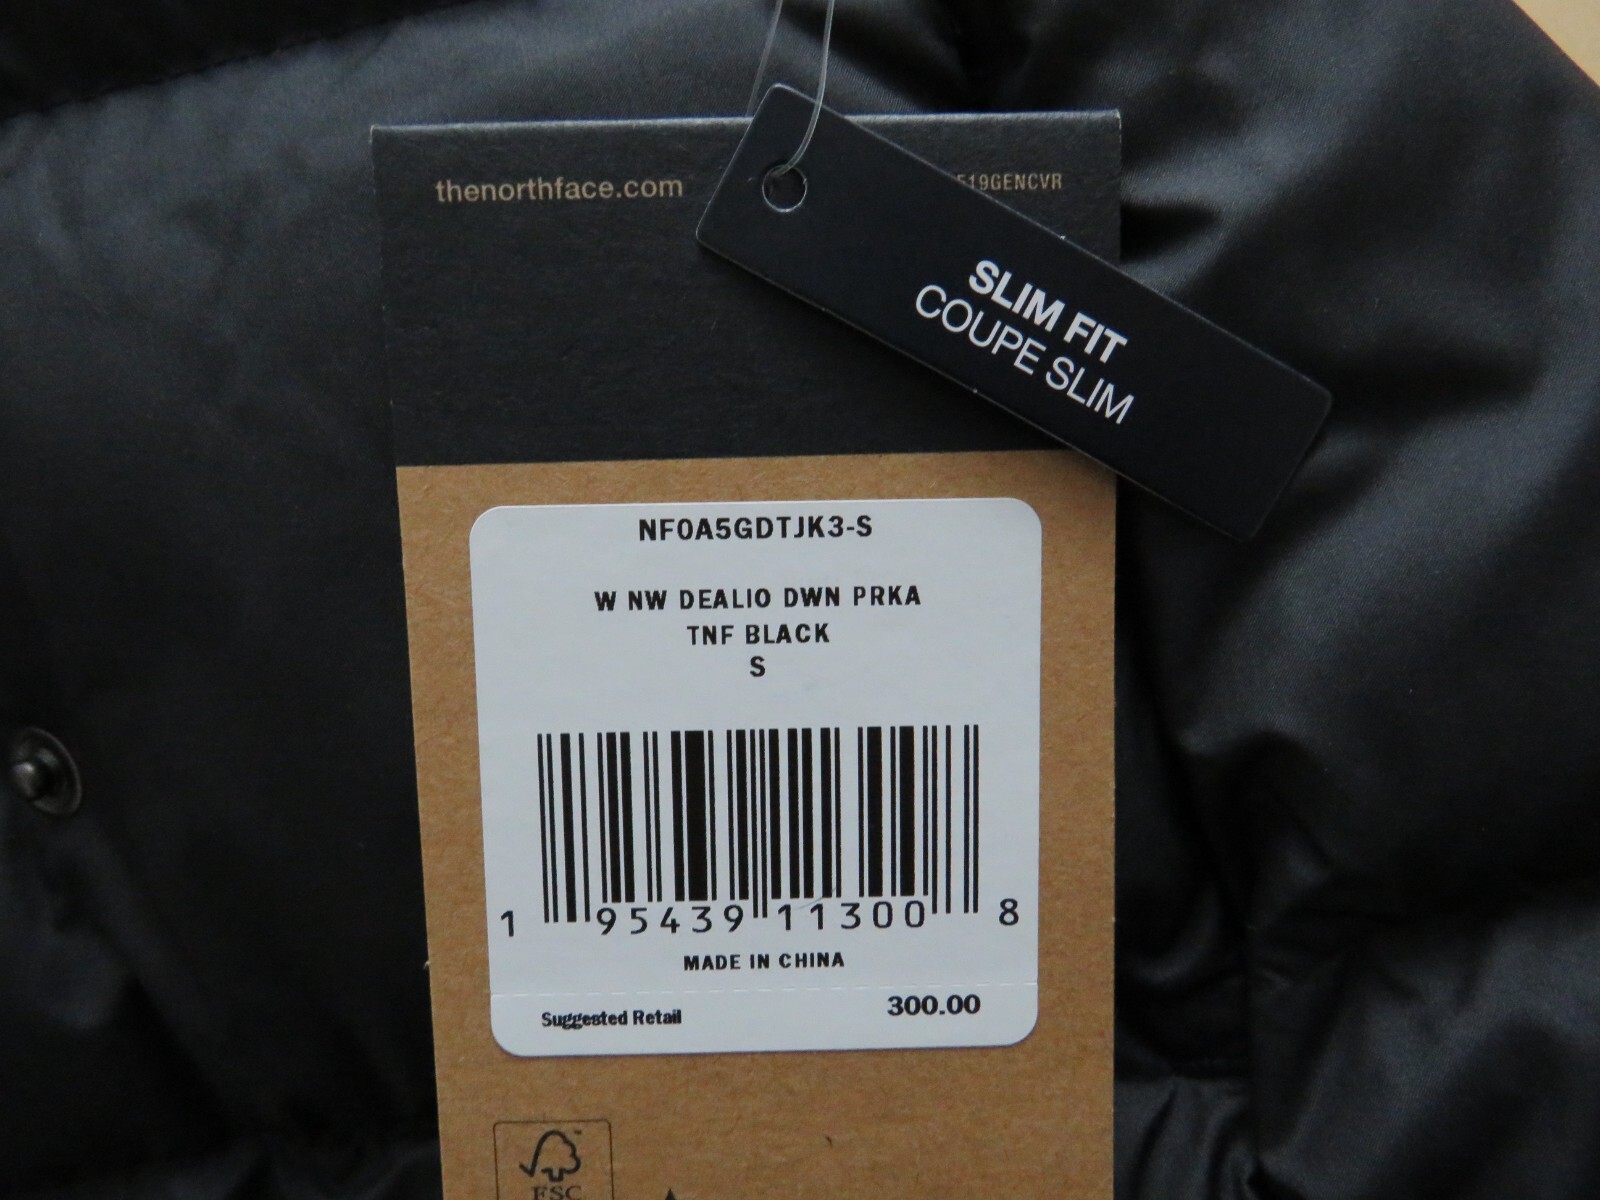 thenorthface.com
F19GENCVR
SLIM FIT
COUPE SLIM
NF0A5GDTJK3-S
W NW DEALIO DWN PRKA
TNF BLACK
S
1 95439 11300 8
MADE IN CHINA
Suggested Retail 300.00
FSC